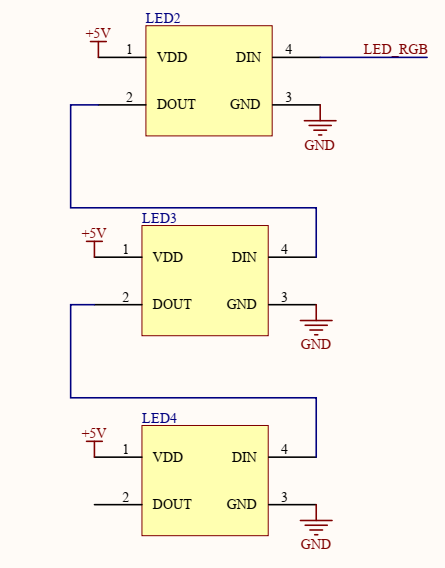 LED2
+5V
1 VDD DIN 4 LED_RGB
2 DOUT GND 3
GND
LED3
+5V
1 VDD DIN 4
2 DOUT GND 3
GND
LED4
+5V
1 VDD DIN 4
2 DOUT GND 3
GND